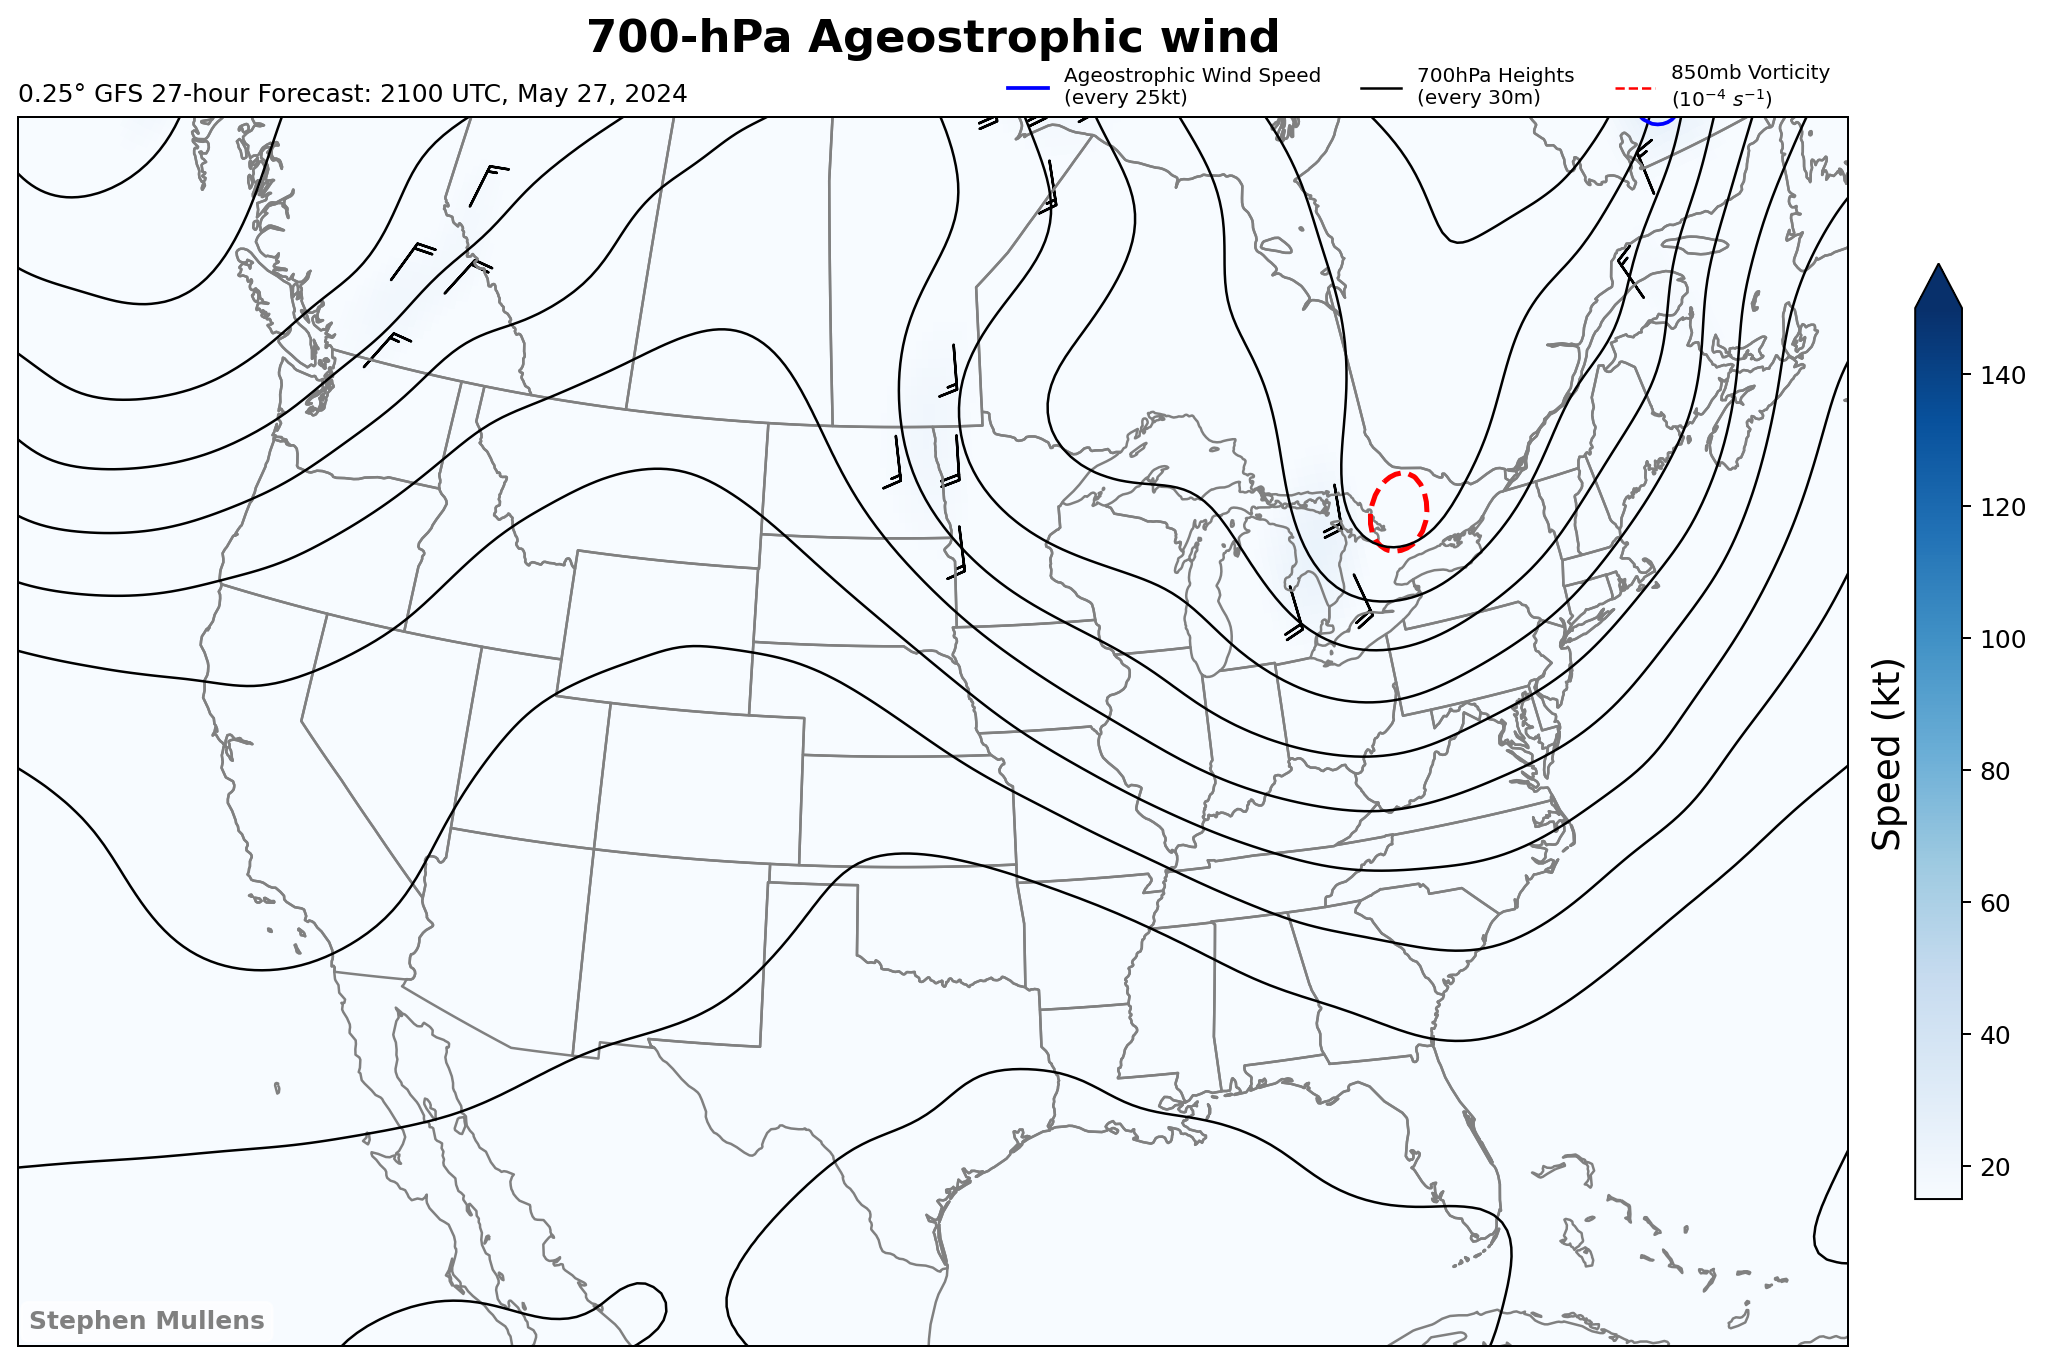 700-hPa Ageostrophic wind
0.25° GFS 27-hour Forecast: 2100 UTC, May 27, 2024
Ageostrophic Wind Speed
(every 25kt)
700hPa Heights
(every 30m)
850mb Vorticity
(10⁻⁴ s⁻¹)
140
120
100
80
60
40
20
Speed (kt)
Stephen Mullens